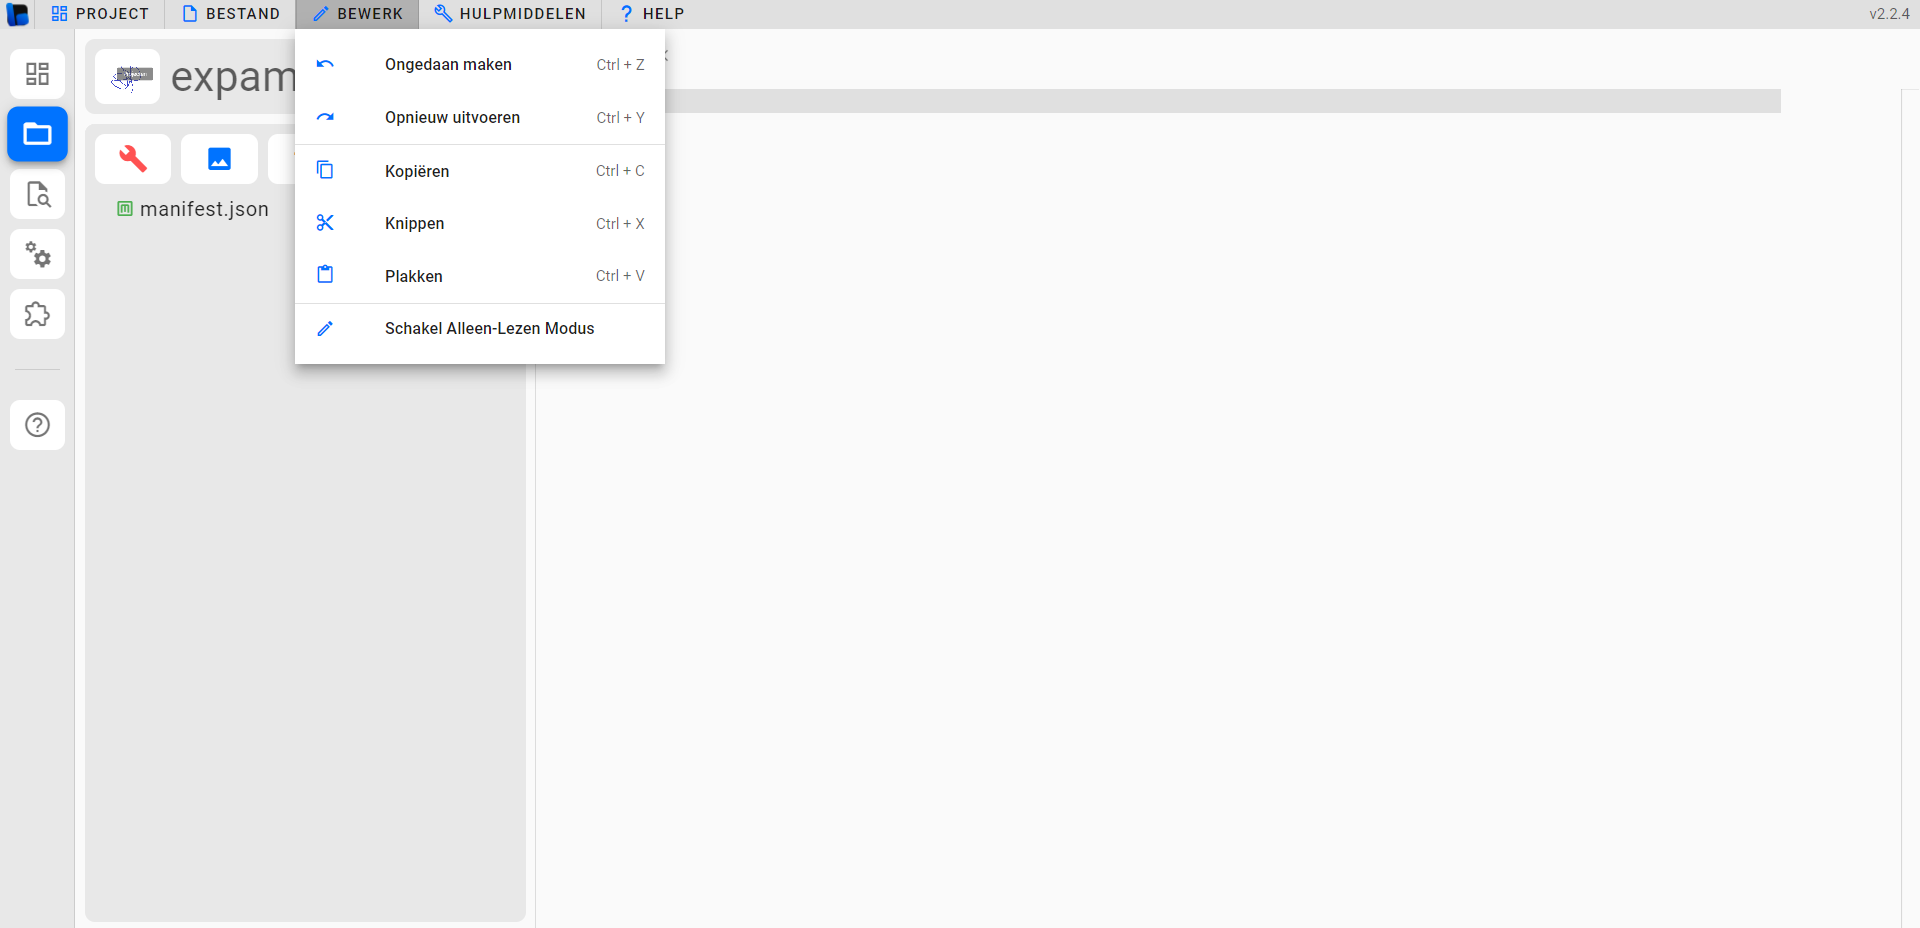 PROJECT BESTAND BEWERK HULPMIDDELEN HELP v2.2.4
expam
Ongedaan maken Ctrl + Z
Opnieuw uitvoeren Ctrl + Y
Kopiëren Ctrl + C
Knippen Ctrl + X
Plakken Ctrl + V
Schakel Alleen-Lezen Modus
manifest.json